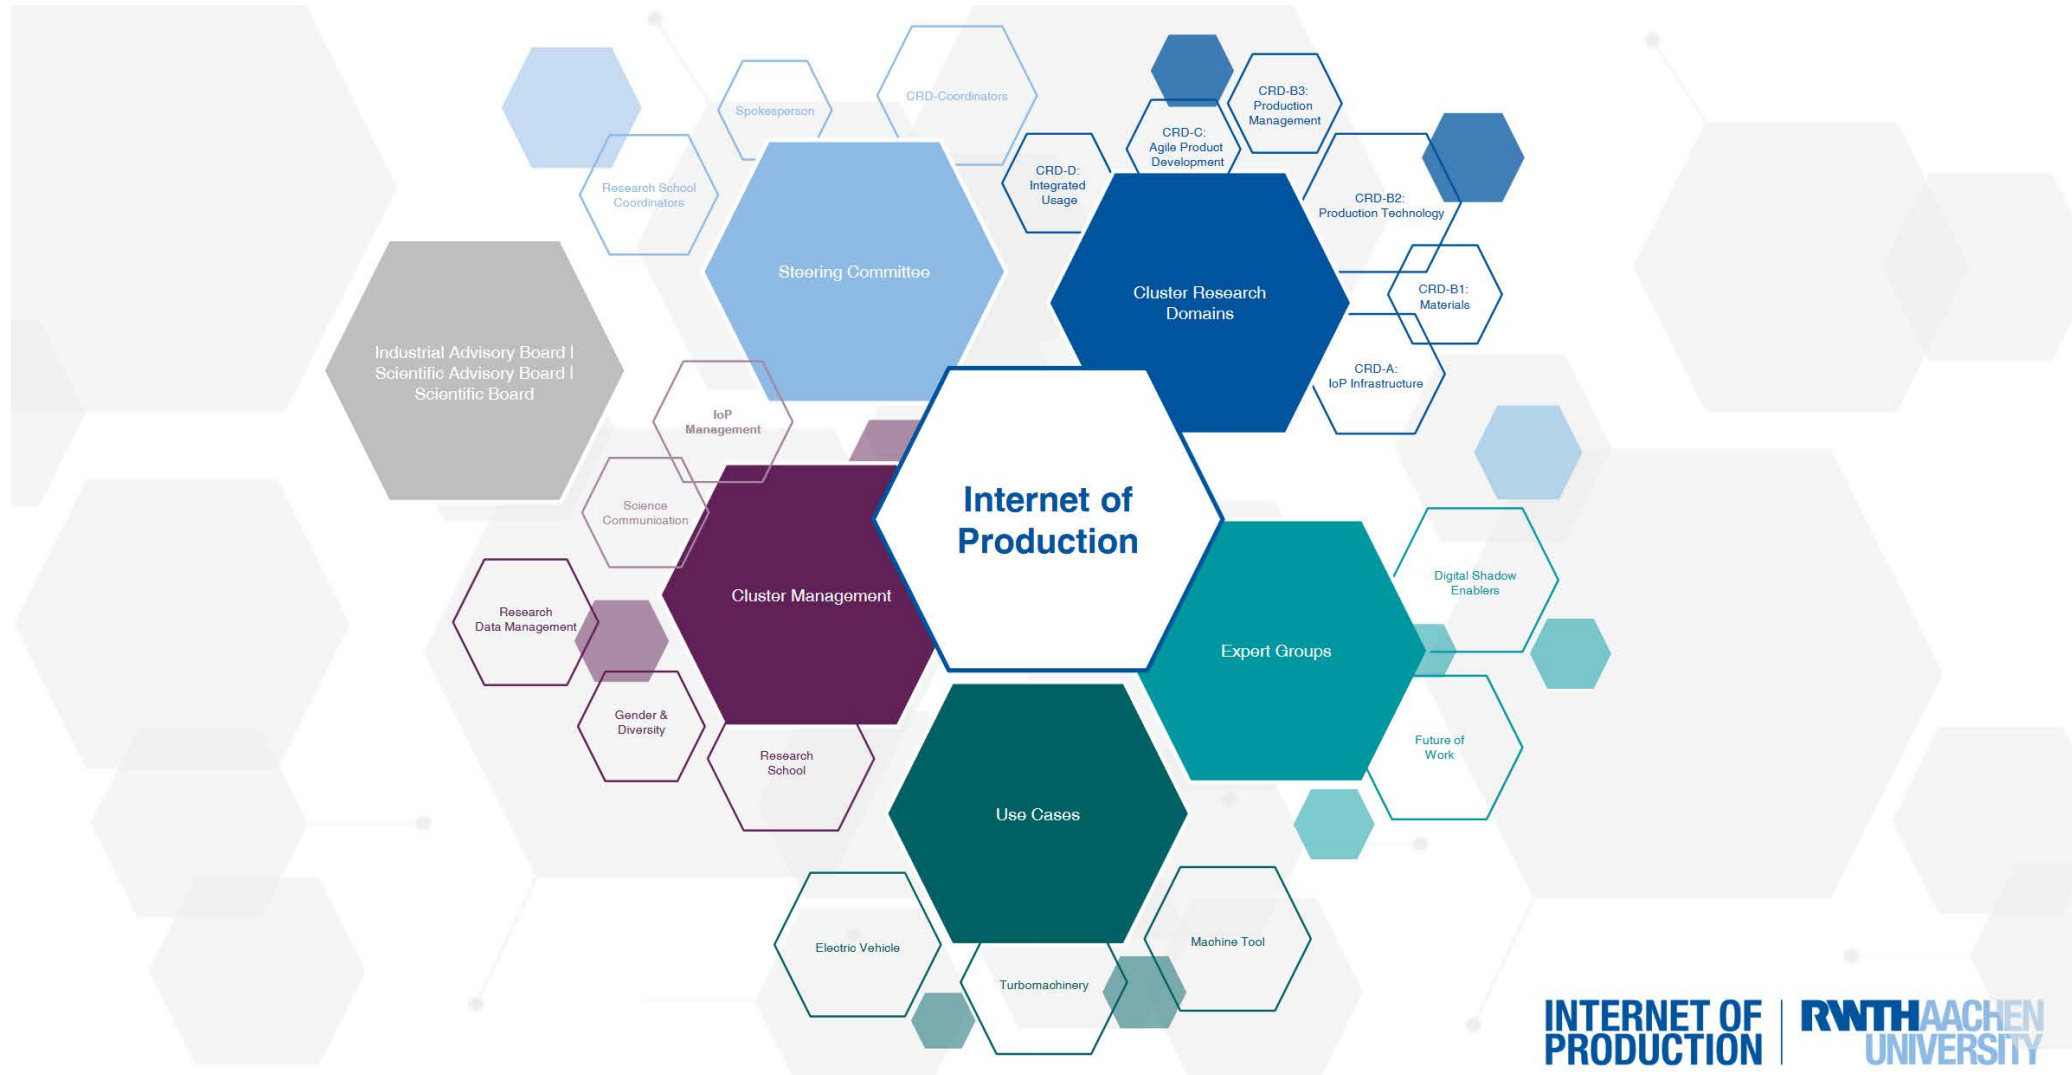 Spokesperson
CRD-Coordinators
Research School
Coordinators
Steering Committee
CRD-D:
Integrated
Usage
CRD-C:
Agile Product
Development
CRD-B3:
Production
Management
CRD-B2:
Production Technology
CRD-B1:
Materials
CRD-A:
IoP Infrastructure
Cluster Research
Domains
Industrial Advisory Board |
Scientific Advisory Board |
Scientific Board
IoP
Management
Science
Communication
Research
Data Management
Gender &
Diversity
Research
School
Cluster Management
Internet of
Production
Digital Shadow
Enablers
Expert Groups
Future of
Work
Use Cases
Electric Vehicle
Turbomachinery
Machine Tool
INTERNET OF
PRODUCTION
RWTHAACHEN
UNIVERSITY